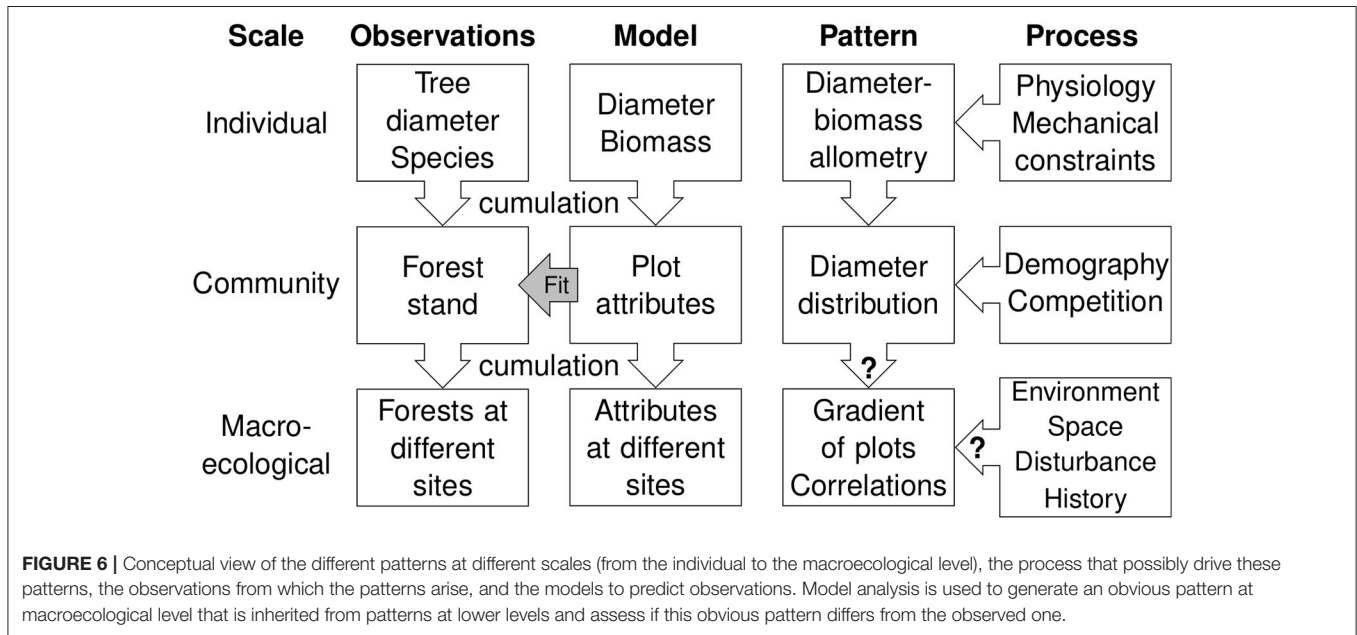 Scale Observations Model Pattern Process
Individual
Tree
diameter
Species
Diameter
Biomass
Diameter-
biomass
allometry
Physiology
Mechanical
constraints
cumulation
Community
Forest
stand
Fit
Plot
attributes
Diameter
distribution
Demography
Competition
cumulation
?
Macro-
ecological
Forests at
different
sites
Attributes
at different
sites
Gradient
of plots
Correlations
?
Environment
Space
Disturbance
History
FIGURE 6 | Conceptual view of the different patterns at different scales (from the individual to the macroecological level), the process that possibly drive these
patterns, the observations from which the patterns arise, and the models to predict observations. Model analysis is used to generate an obvious pattern at
macroecological level that is inherited from patterns at lower levels and assess if this obvious pattern differs from the observed one.